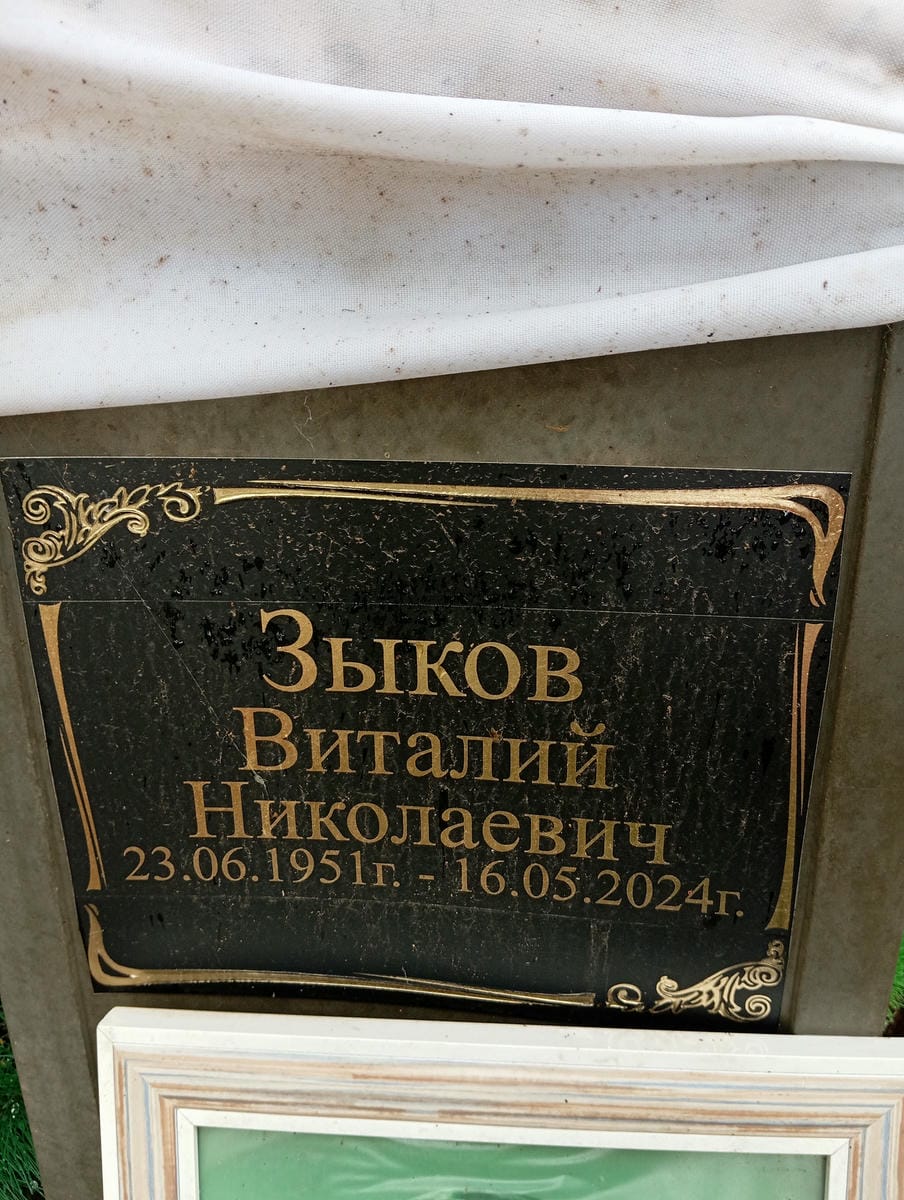 Зыков
Виталий
Николаевич
23.06.1951г. - 16.05.2024г.